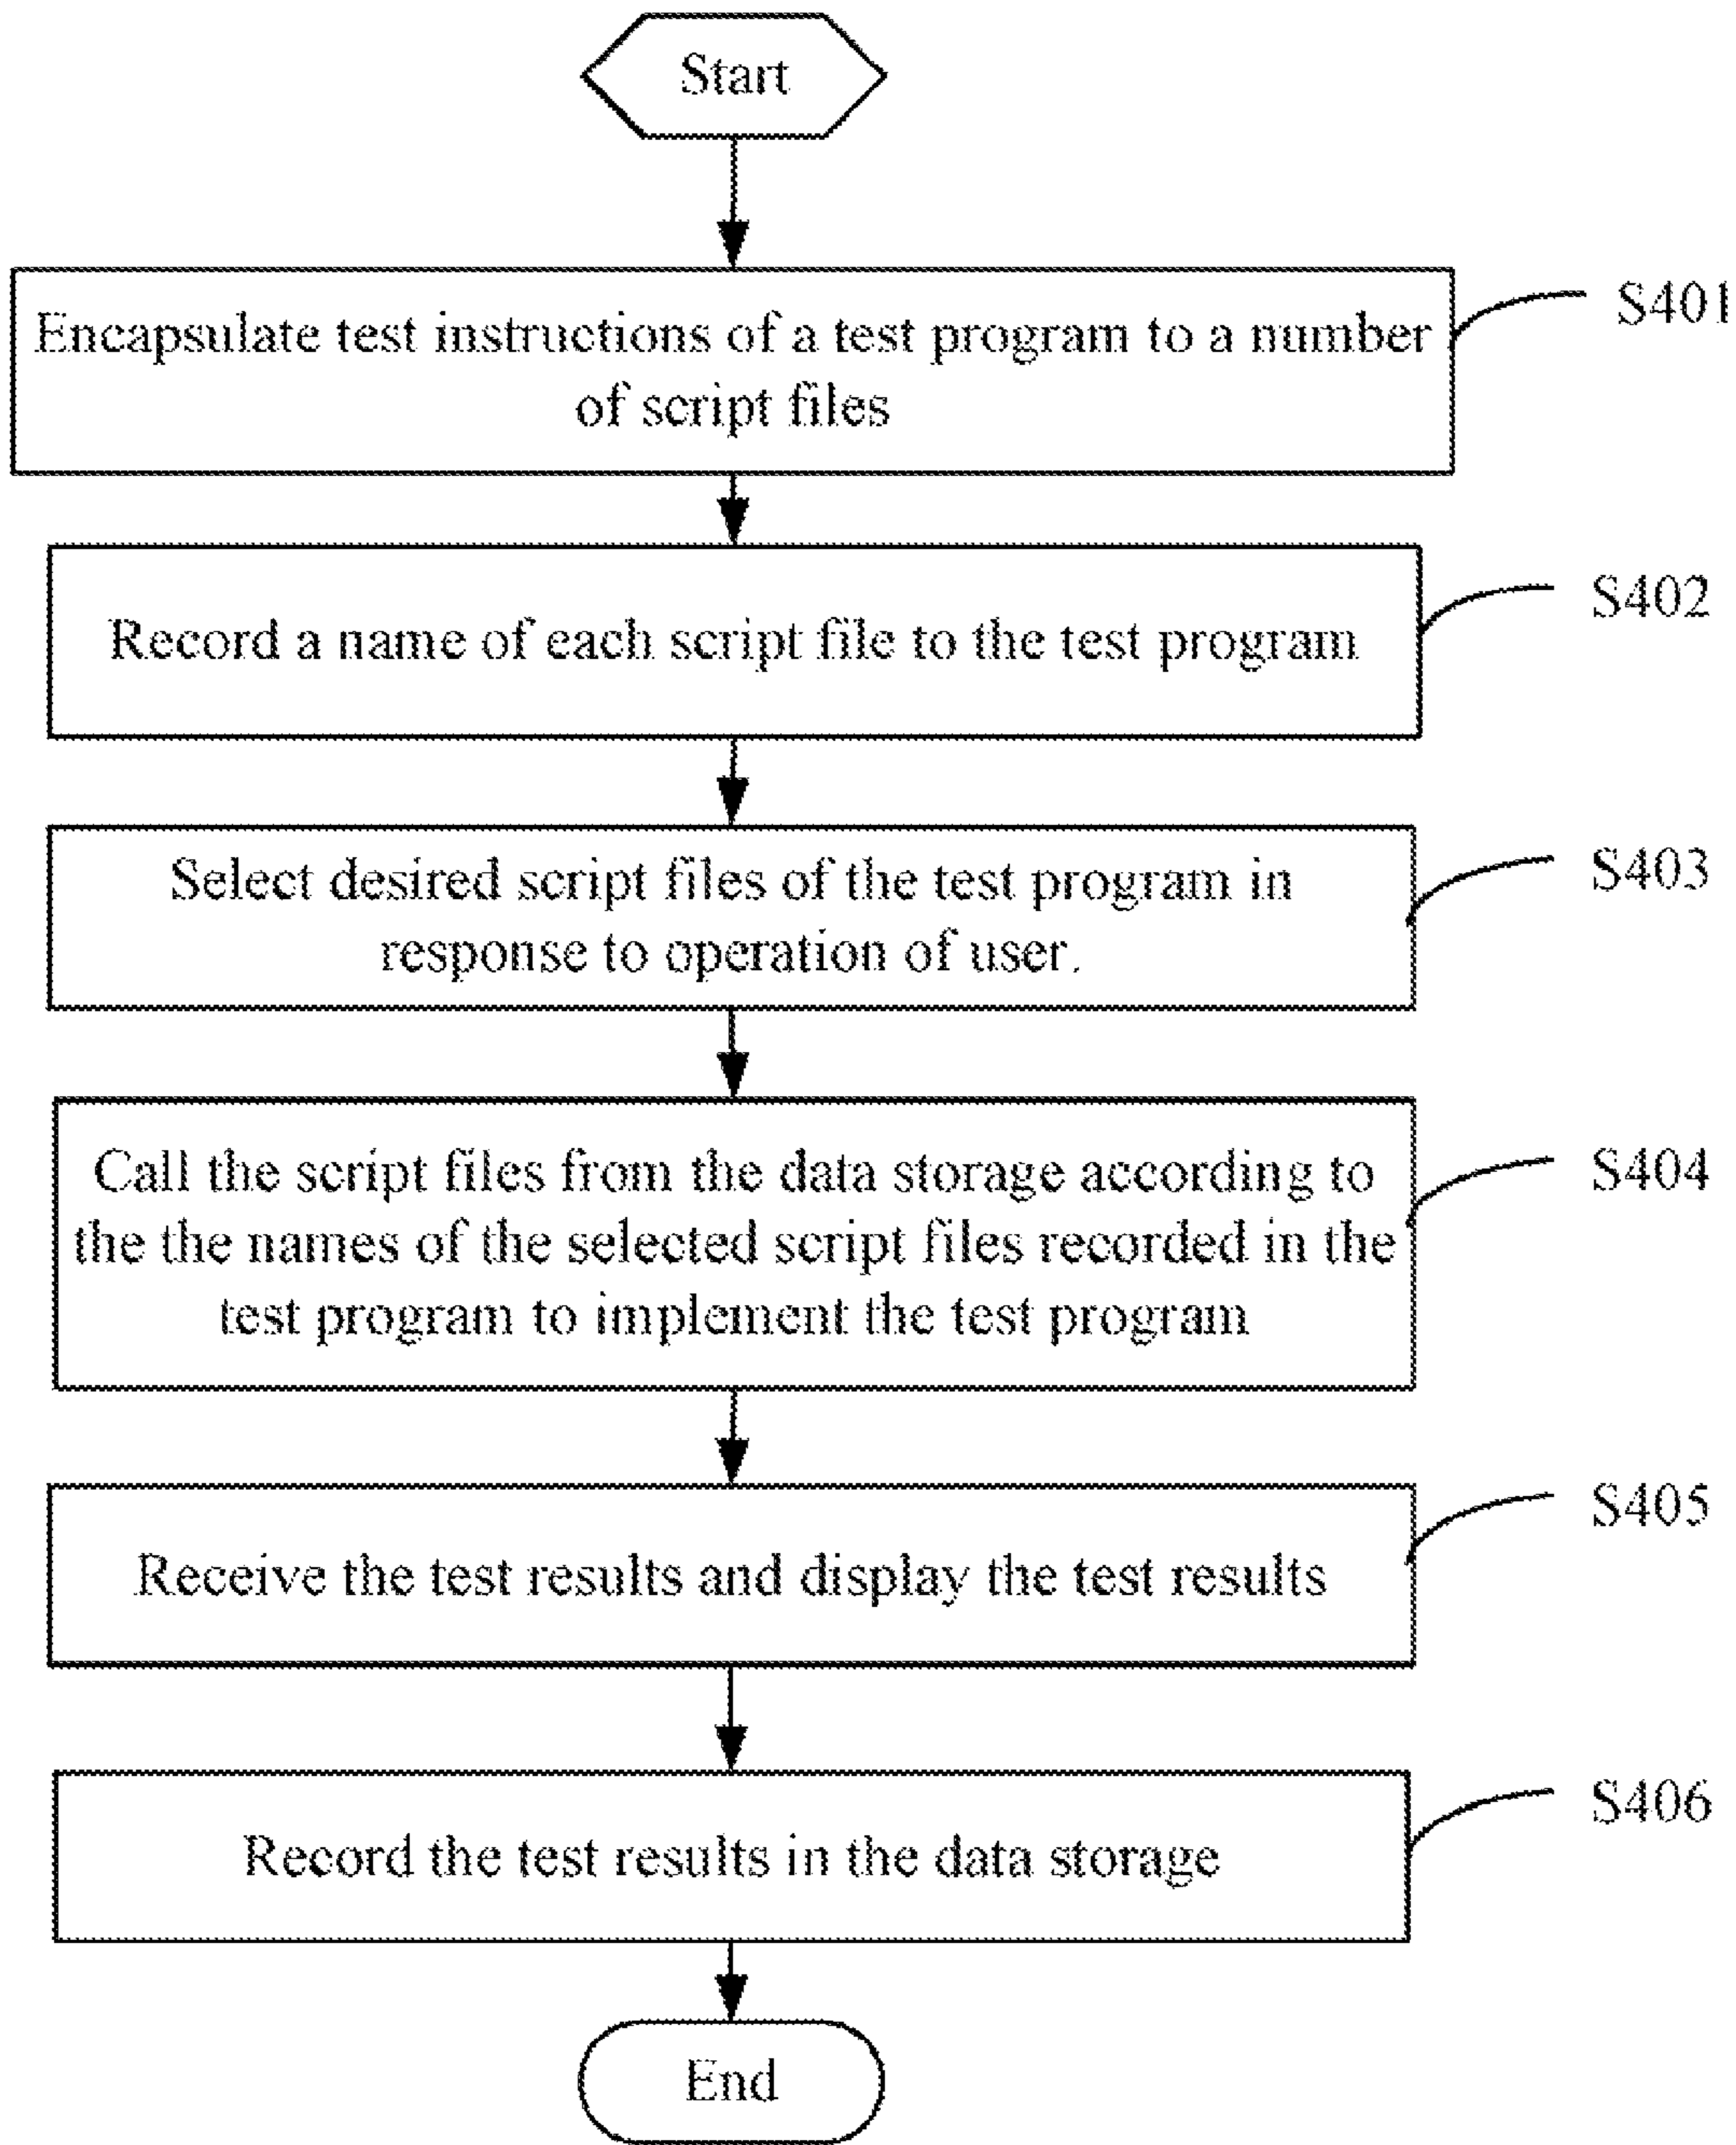 Start
S401
Encapsulate test instructions of a test program to a number
of script files
S402
Record a name of each script file to the test program
S403
Select desired script files of the test program in
response to operation of user.
S404
Call the script files from the data storage according to
the the names of the selected script files recorded in the
test program to implement the test program
S405
Receive the test results and display the test results
S406
Record the test results in the data storage
End